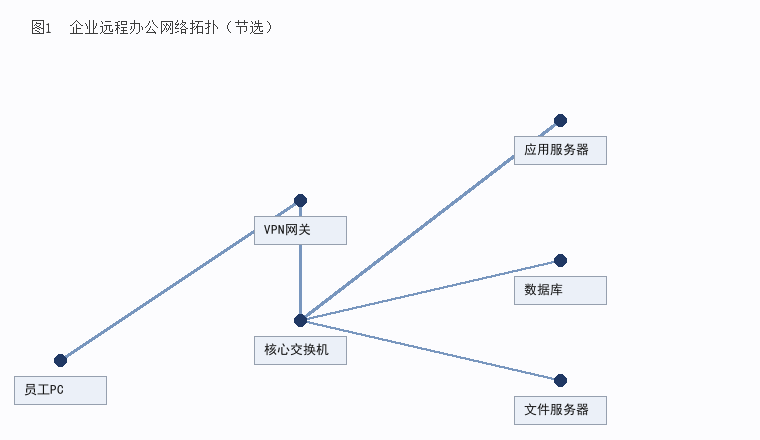 图1 企业远程办公网络拓扑（节选）
应用服务器
VPN网关
数据库
核心交换机
员工PC
文件服务器